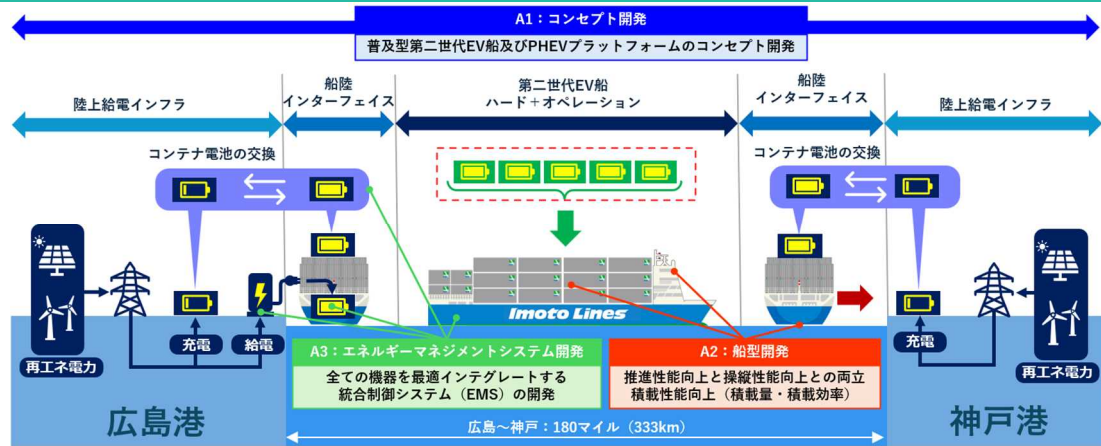 A1：コンセプト開発
普及型第二世代EV船及びPHEVプラットフォームのコンセプト開発
陸上給電インフラ
船陸
インターフェイス
第二世代EV船
ハード＋オペレーション
船陸
インターフェイス
陸上給電インフラ
コンテナ電池の交換
コンテナ電池の交換
Imoto Lines
再エネ電力
充電
給電
充電
再エネ電力
A3：エネルギーマネジメントシステム開発
全ての機器を最適インテグレートする
統合制御システム（EMS）の開発
A2：船型開発
推進性能向上と操縦性能向上との両立
積載性能向上（積載量・積載効率）
広島港
広島～神戸：180マイル（333km）
神戸港